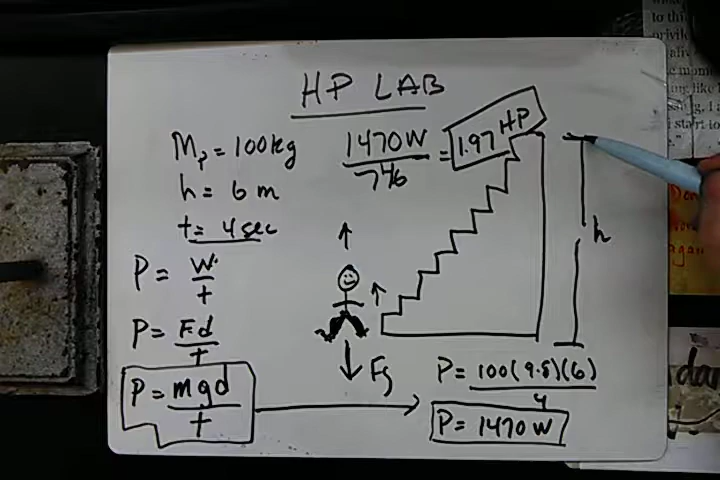 HP LAB
Mp = 100kg
h = 6 m
t = 4 sec
1470W / 746 = 1.97 HP
P = W / t
P = F.d / t
P = mgd / t
h
Fg
P = 100(9.8)(6) / 4
P = 1470 W